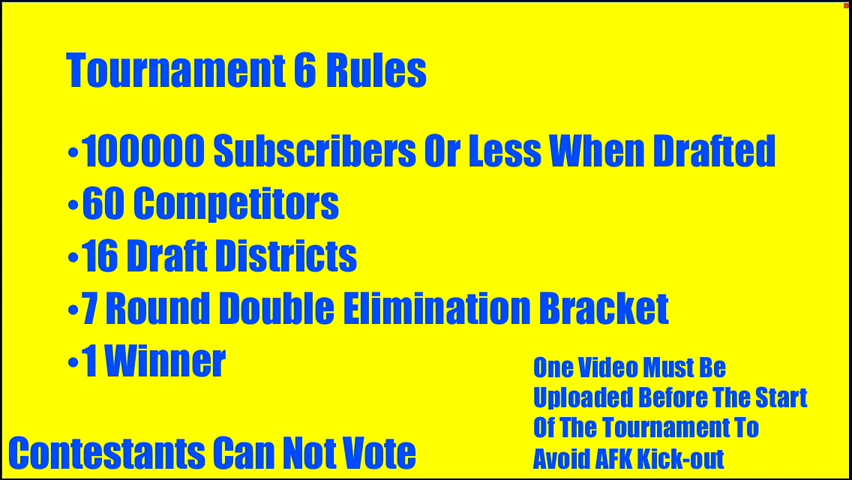 Tournament 6 Rules
•100000 Subscribers Or Less When Drafted
•60 Competitors
•16 Draft Districts
•7 Round Double Elimination Bracket
•1 Winner
One Video Must Be
Uploaded Before The Start
Of The Tournament To
Avoid AFK Kick-out
Contestants Can Not Vote